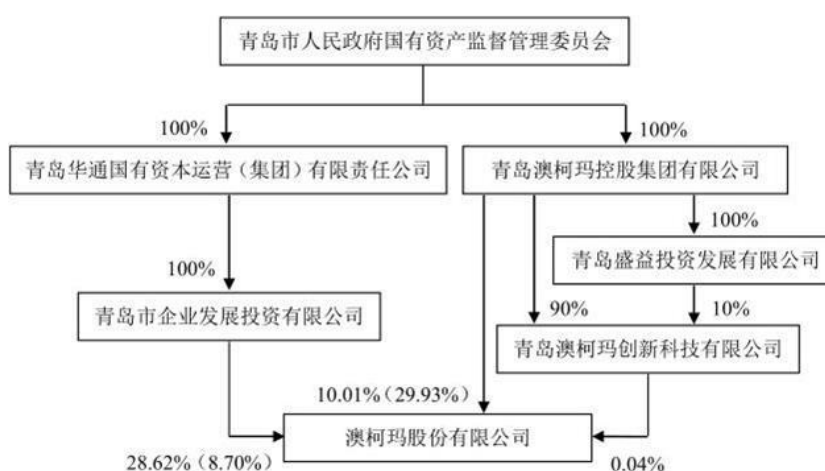 青岛市人民政府国有资产监督管理委员会
100%
100%
青岛华通国有资本运营（集团）有限责任公司
青岛澳柯玛控股集团有限公司
100%
青岛盛益投资发展有限公司
100%
青岛市企业发展投资有限公司
90%
10%
青岛澳柯玛创新科技有限公司
10.01%（29.93%）
澳柯玛股份有限公司
28.62%（8.70%）
0.04%